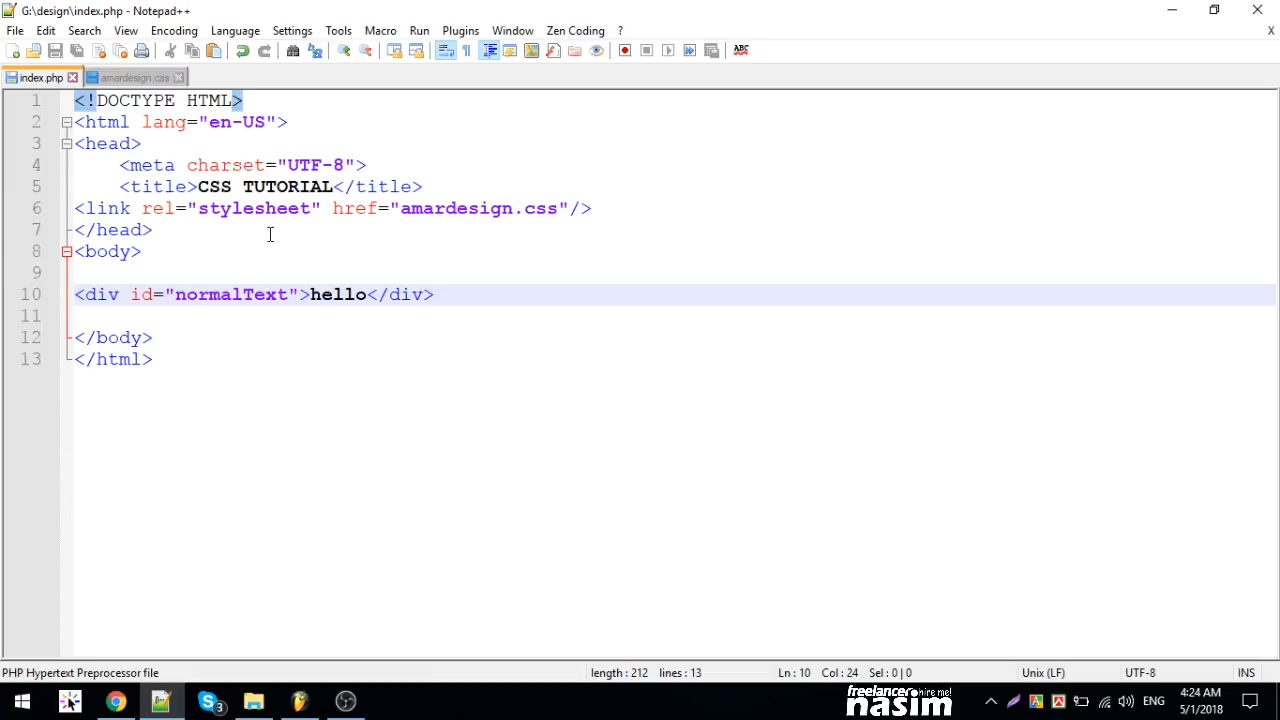 G:\design\index.php - Notepad++
File Edit Search View Encoding Language Settings Tools Macro Run Plugins Window Zen Coding ? X
index.php amardesign.css
1 <!DOCTYPE HTML>
2 <html lang="en-US">
3 <head>
4 <meta charset="UTF-8">
5 <title>CSS TUTORIAL</title>
6 <link rel="stylesheet" href="amardesign.css"/>
7 </head>
8 <body>
9
10 <div id="normalText">hello</div>
11
12 </body>
13 </html>
PHP Hypertext Preprocessor file length : 212 lines : 13 Ln : 10 Col : 24 Sel : 0 | 0 Unix (LF) UTF-8 INS
3 ENG 4:24 AM
5/1/2018
freelancer hire me!
nasim